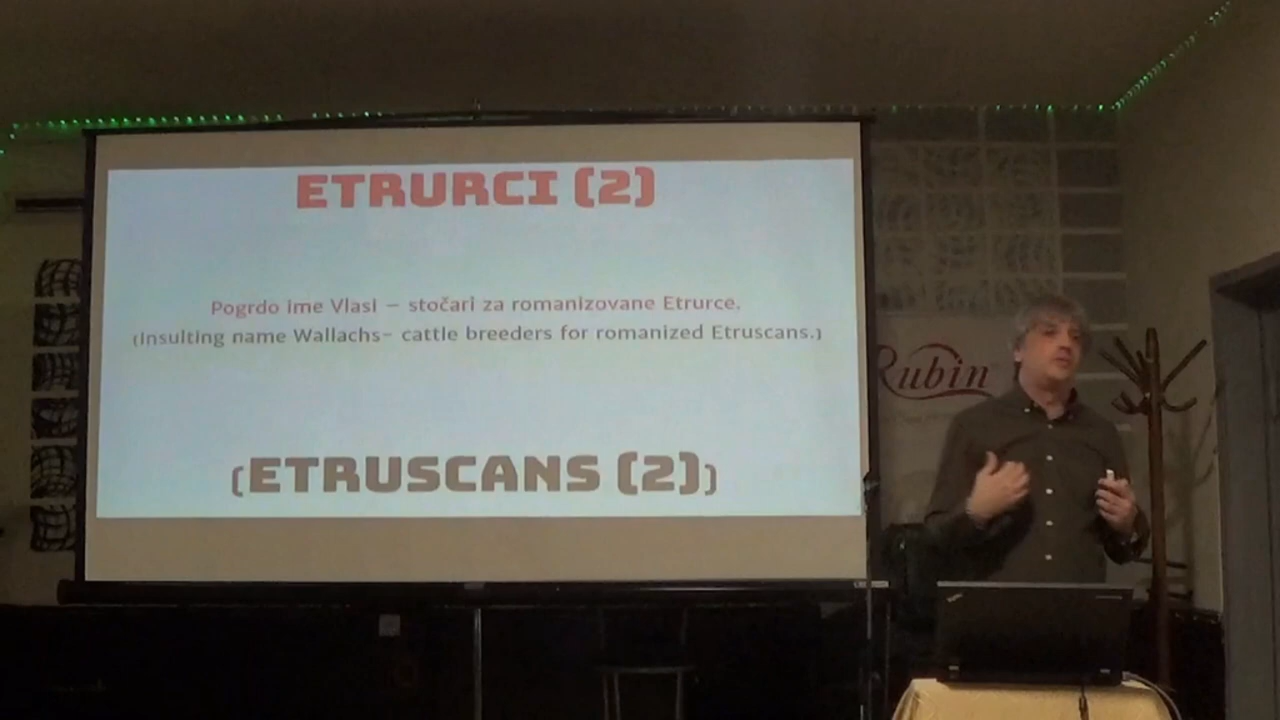 ETRURCI (2)
Pogrdo ime Vlasi – stočari za romanizovane Etrurce.
(Insulting name Wallachs– cattle breeders for romanized Etruscans.)
(ETRUSCANS (2))
Rubin